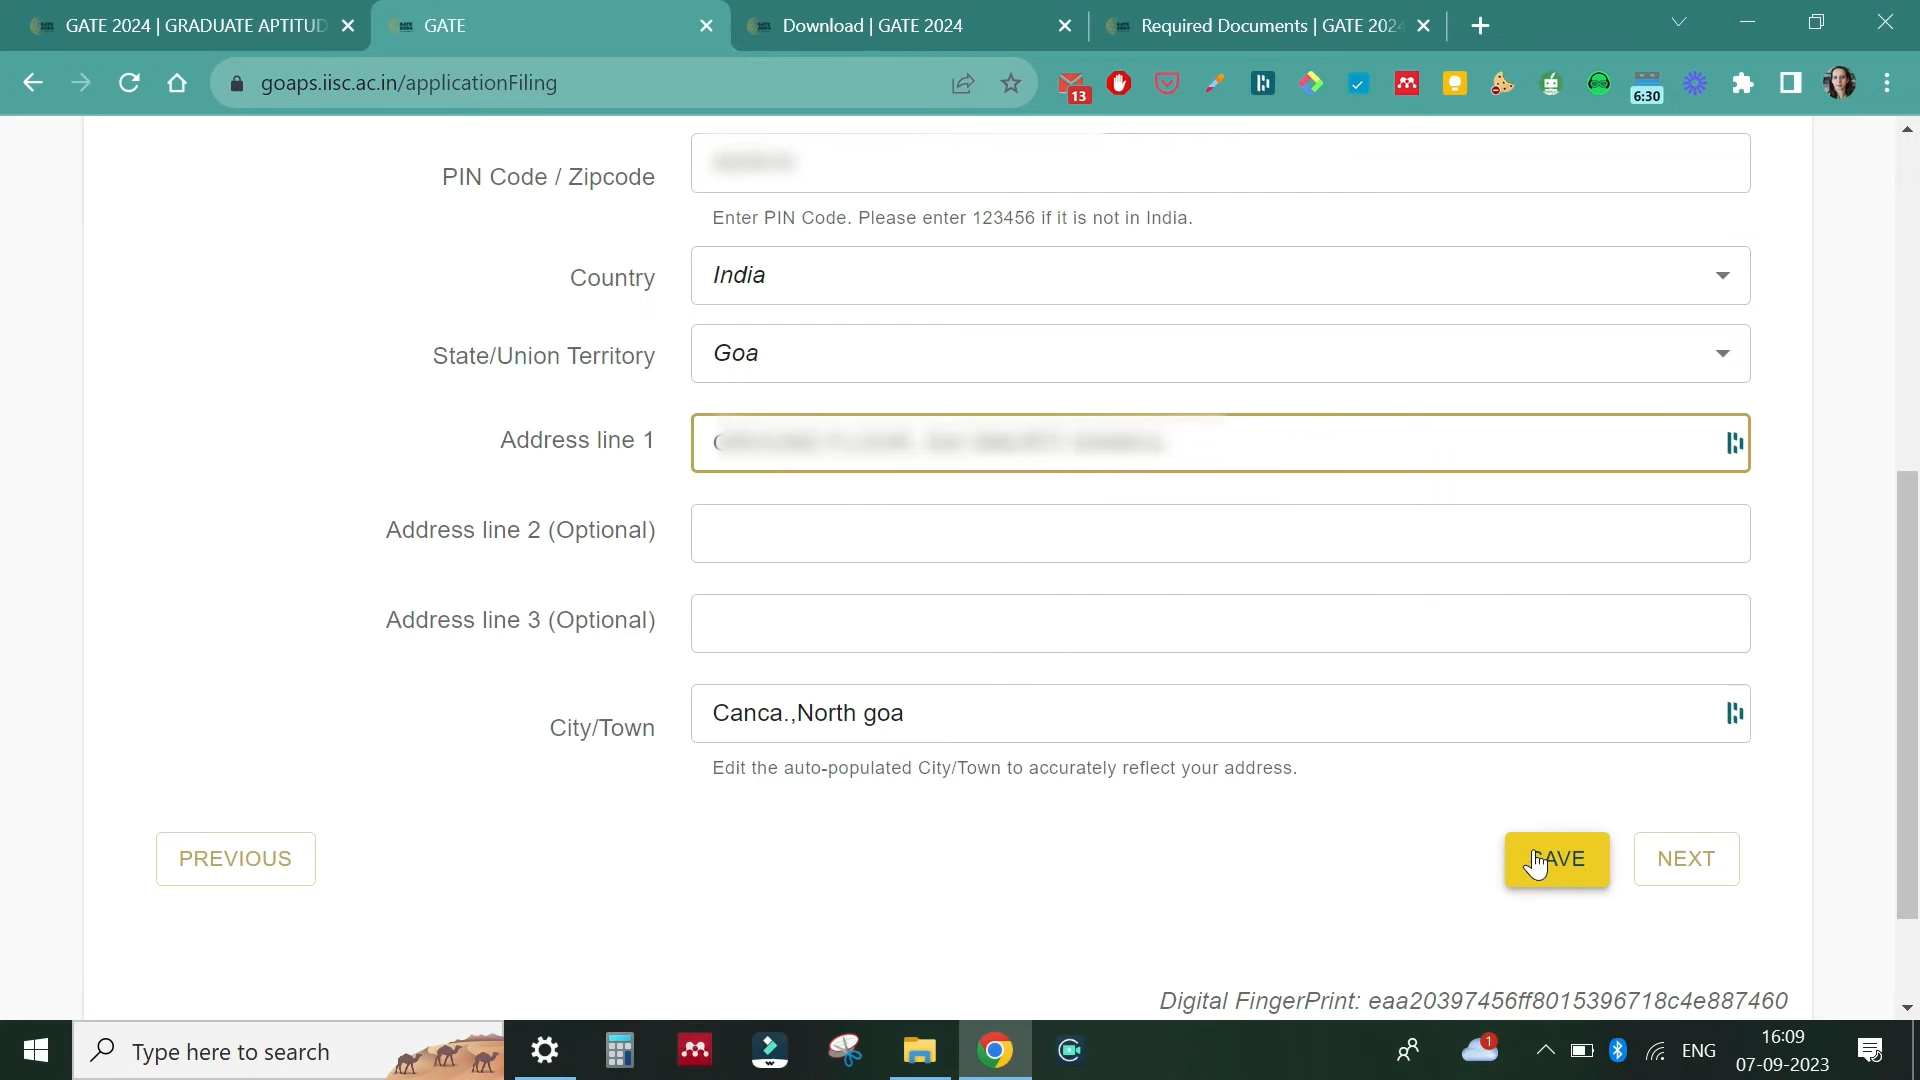 GATE 2024 | GRADUATE APTITUD
GATE
Download | GATE 2024
Required Documents | GATE 202
goaps.iisc.ac.in/applicationFiling
13
6:30
PIN Code / Zipcode
Enter PIN Code. Please enter 123456 if it is not in India.
Country
India
State/Union Territory
Goa
Address line 1
Address line 2 (Optional)
Address line 3 (Optional)
City/Town
Canca.,North goa
Edit the auto-populated City/Town to accurately reflect your address.
PREVIOUS
SAVE
NEXT
Digital FingerPrint: eaa20397456ff8015396718c4e887460
Type here to search
1
ENG
16:09
07-09-2023